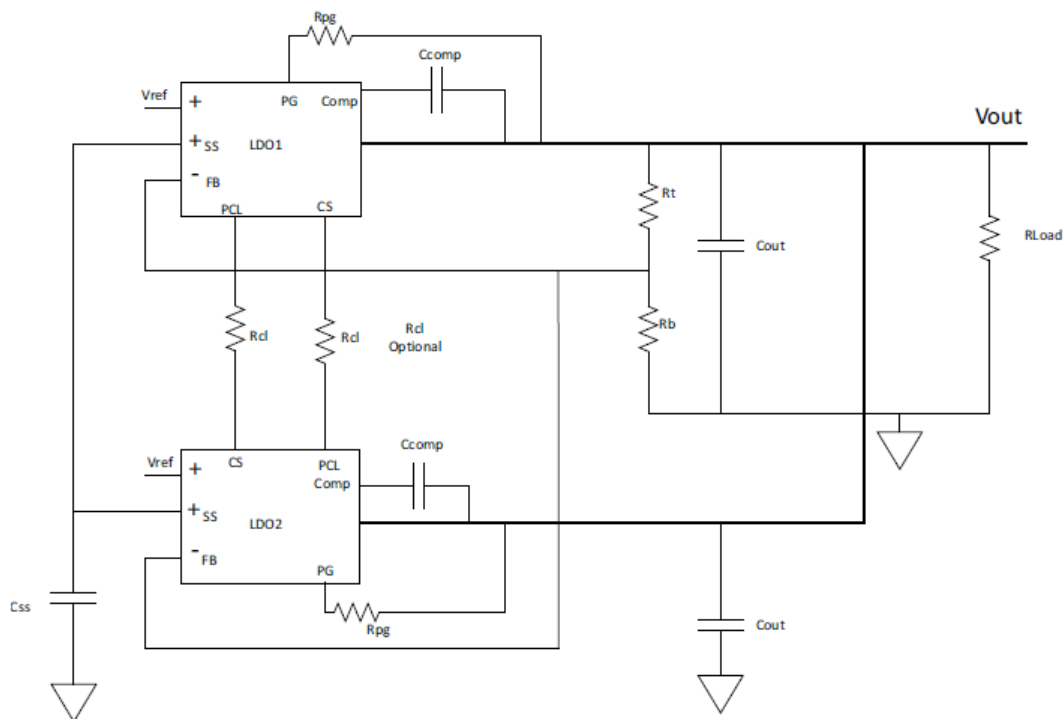 Rpg
Ccomp
Vref
+
PG
Comp
Vout
+
SS
LDO1
-
FB
PCL
CS
Rt
Cout
RLoad
Rcl
Rcl
Rcl
Optional
Rb
Ccomp
Vref
+
CS
PCL
Comp
+
SS
LDO2
-
FB
PG
Css
Rpg
Cout